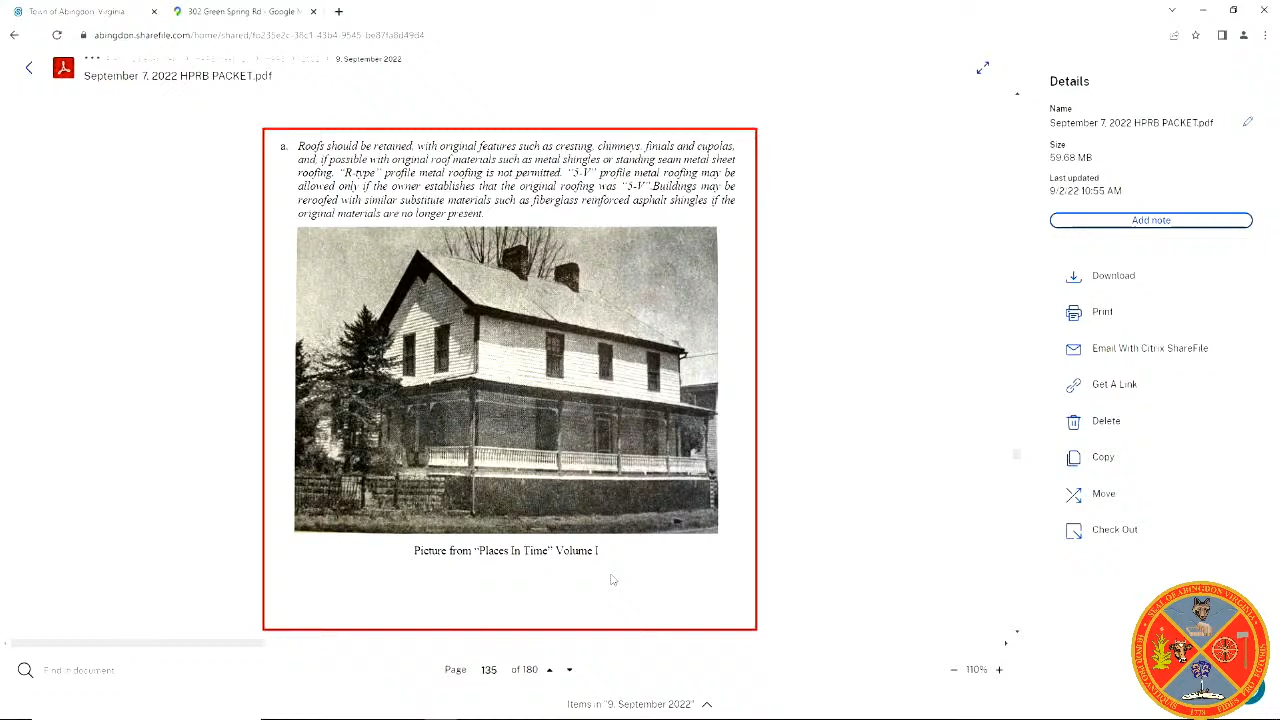 Town of Abingdon Virginia
302 Green Spring Rd - Google M
abingdon.sharefile.com/home/shared/fo235e2c-38c1-43b4-9545-be87fa8d49d4
9. September 2022
September 7, 2022 HPRB PACKET.pdf
a. Roofs should be retained, with original features such as cresting, chimneys, finials and cupolas,
and, if possible with original roof materials such as metal shingles or standing seam metal sheet
roofing. "R-type" profile metal roofing is not permitted. "5-V" profile metal roofing may be
allowed only if the owner establishes that the original roofing was "5-V". Buildings may be
reroofed with similar substitute materials such as fiberglass reinforced asphalt shingles if the
original materials are no longer present.
Picture from "Places In Time" Volume I
Find in document
Page 135 of 180
110%
Items in "9. September 2022"
Details
Name
September 7, 2022 HPRB PACKET.pdf
Size
59.68 MB
Last updated
9/2/22 10:55 AM
Add note
Download
Print
Email With Citrix ShareFile
Get A Link
Delete
Copy
Move
Check Out
SEAL OF ABINGDON VIRGINIA
1778